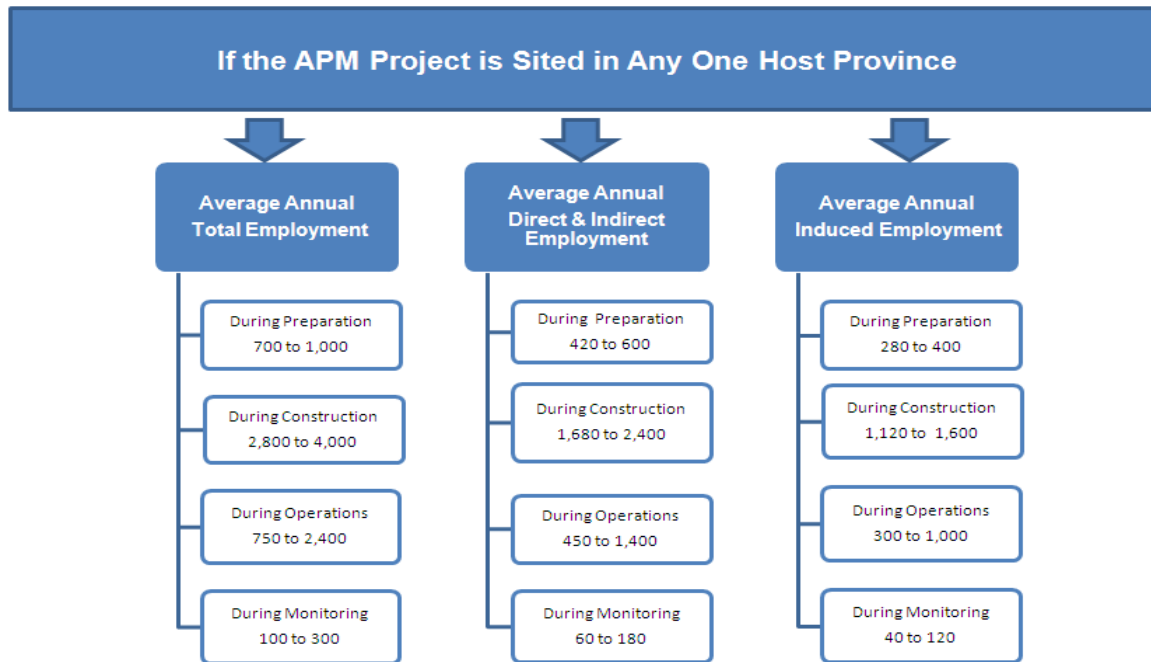 If the APM Project is Sited in Any One Host Province
Average Annual
Total Employment
During Preparation
700 to 1,000
During Construction
2,800 to 4,000
During Operations
750 to 2,400
During Monitoring
100 to 300
Average Annual
Direct & Indirect
Employment
During Preparation
420 to 600
During Construction
1,680 to 2,400
During Operations
450 to 1,400
During Monitoring
60 to 180
Average Annual
Induced Employment
During Preparation
280 to 400
During Construction
1,120 to 1,600
During Operations
300 to 1,000
During Monitoring
40 to 120